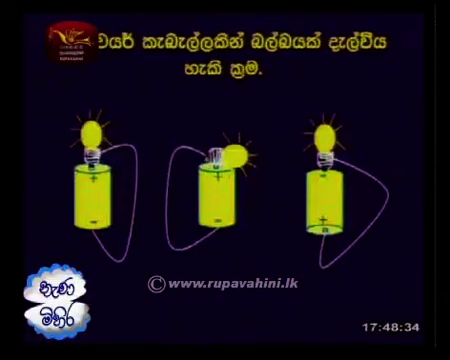 වයර් කැබැල්ලකින් බල්බයක් දැල්විය
හැකි ක්‍රම.
+
-
+
-
-
+
නැණ
මිහිර
© www.rupavahini.lk
17:48:34